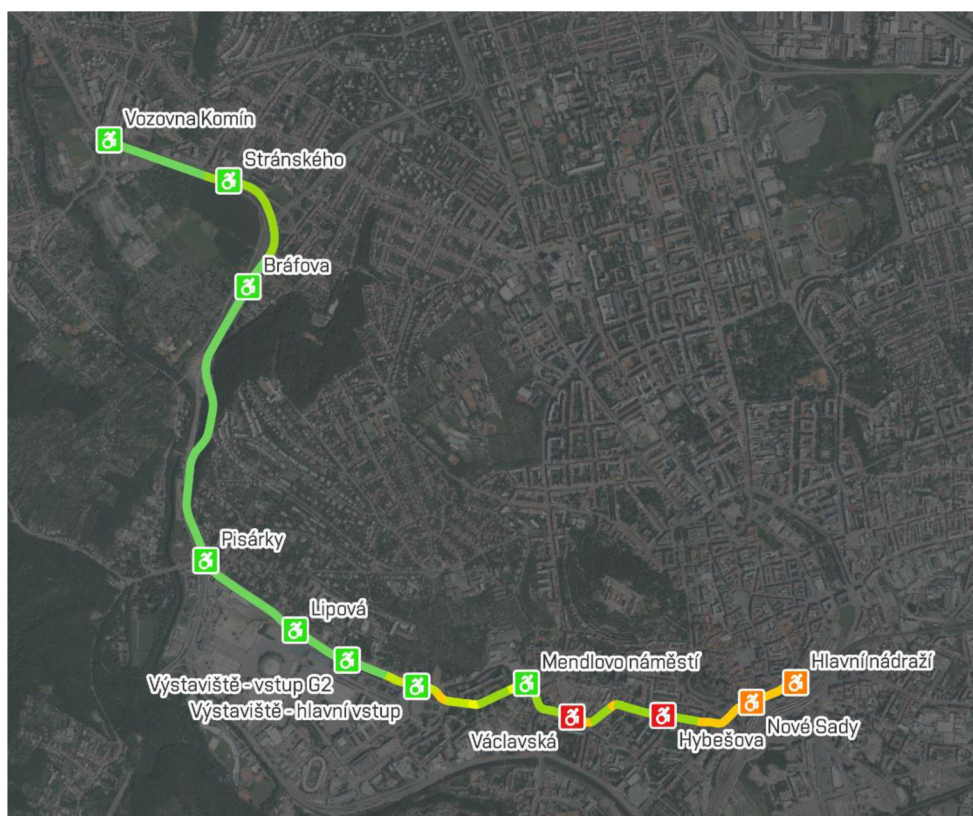 Vozovna Komín
Stránského
Bráfova
Pisárky
Lipová
Výstaviště - vstup G2
Výstaviště - hlavní vstup
Mendlovo náměstí
Václavská
Hybešova
Nové Sady
Hlavní nádraží